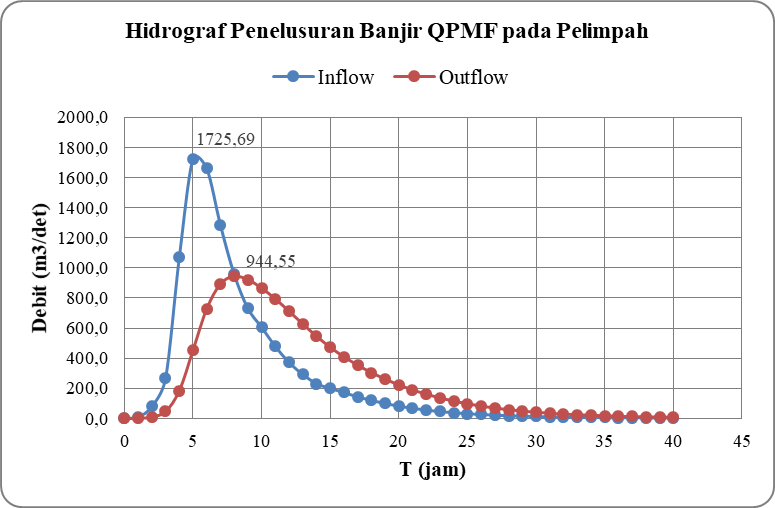 Hidrograf Penelusuran Banjir QPMF pada Pelimpah
Inflow Outflow
2000,0
1800,0
1600,0
1400,0
1200,0
1000,0
800,0
600,0
400,0
200,0
0,0
Debit (m3/det)
1725,69
944,55
0 5 10 15 20 25 30 35 40 45
T (jam)